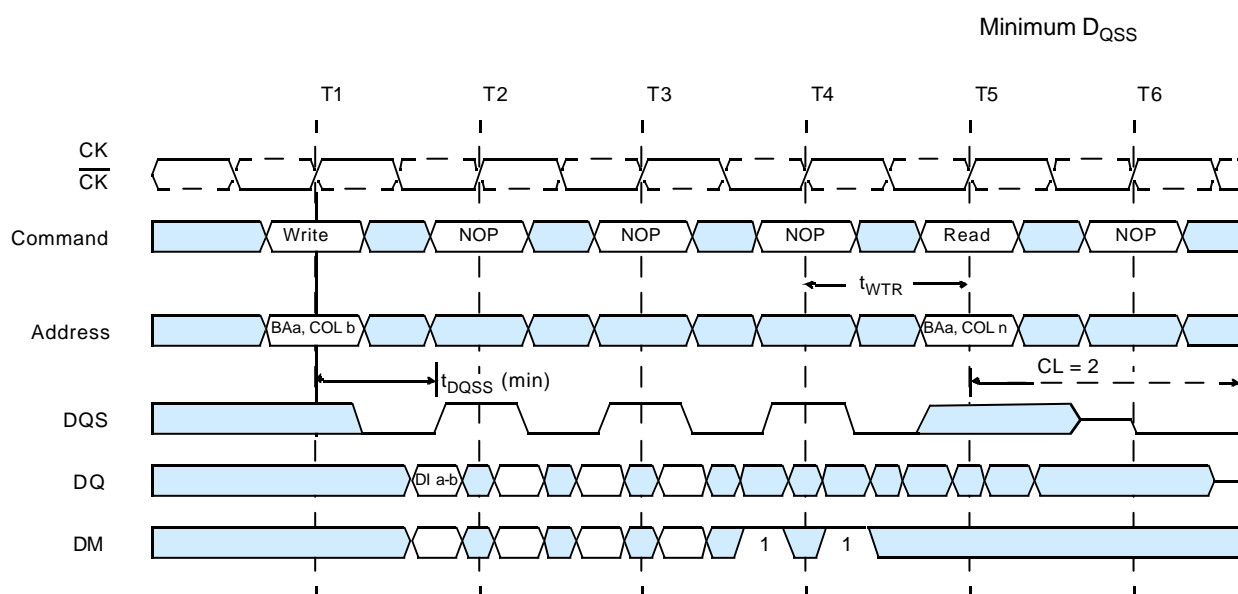 Minimum DQSS
T1 T2 T3 T4 T5 T6
CK
CK
Command Write NOP NOP NOP Read NOP
tWTR
Address BAa, COL b BAa, COL n
tDQSS (min) CL = 2
DQS
DQ DI a-b
DM 1 1